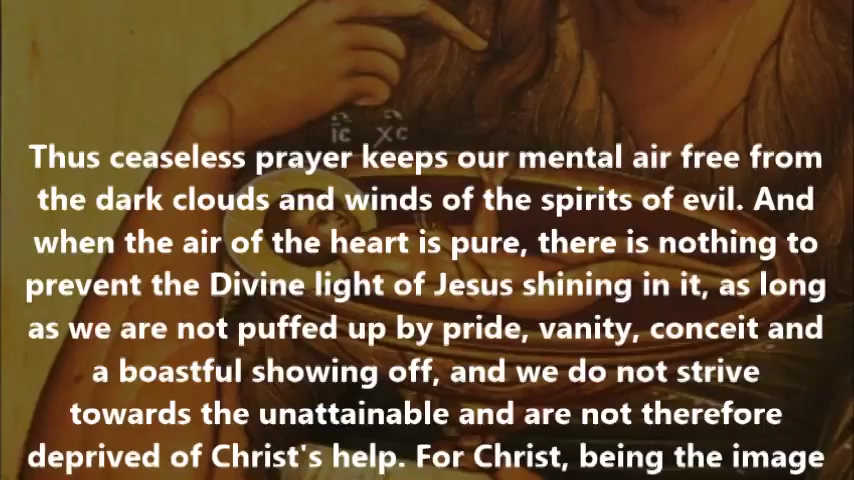 ic xc
Thus ceaseless prayer keeps our mental air free from
the dark clouds and winds of the spirits of evil. And
when the air of the heart is pure, there is nothing to
prevent the Divine light of Jesus shining in it, as long
as we are not puffed up by pride, vanity, conceit and
a boastful showing off, and we do not strive
towards the unattainable and are not therefore
deprived of Christ's help. For Christ, being the image